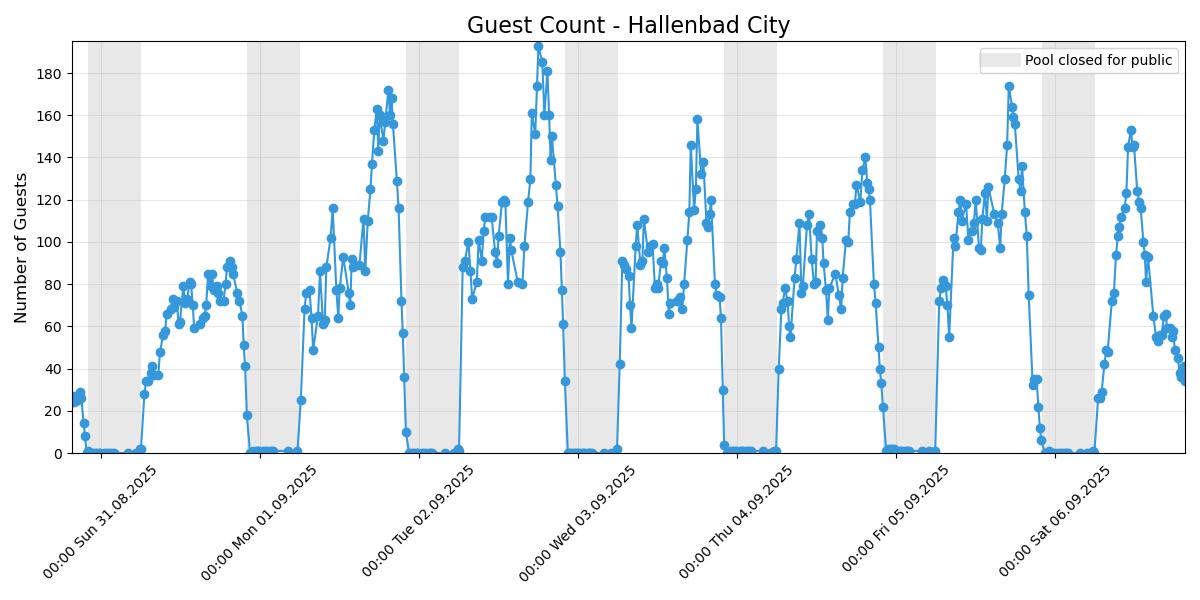 Guest Count - Hallenbad City
Pool closed for public
Number of Guests
180
160
140
120
100
80
60
40
20
0
00:00 Sun 31.08.2025
00:00 Mon 01.09.2025
00:00 Tue 02.09.2025
00:00 Wed 03.09.2025
00:00 Thu 04.09.2025
00:00 Fri 05.09.2025
00:00 Sat 06.09.2025